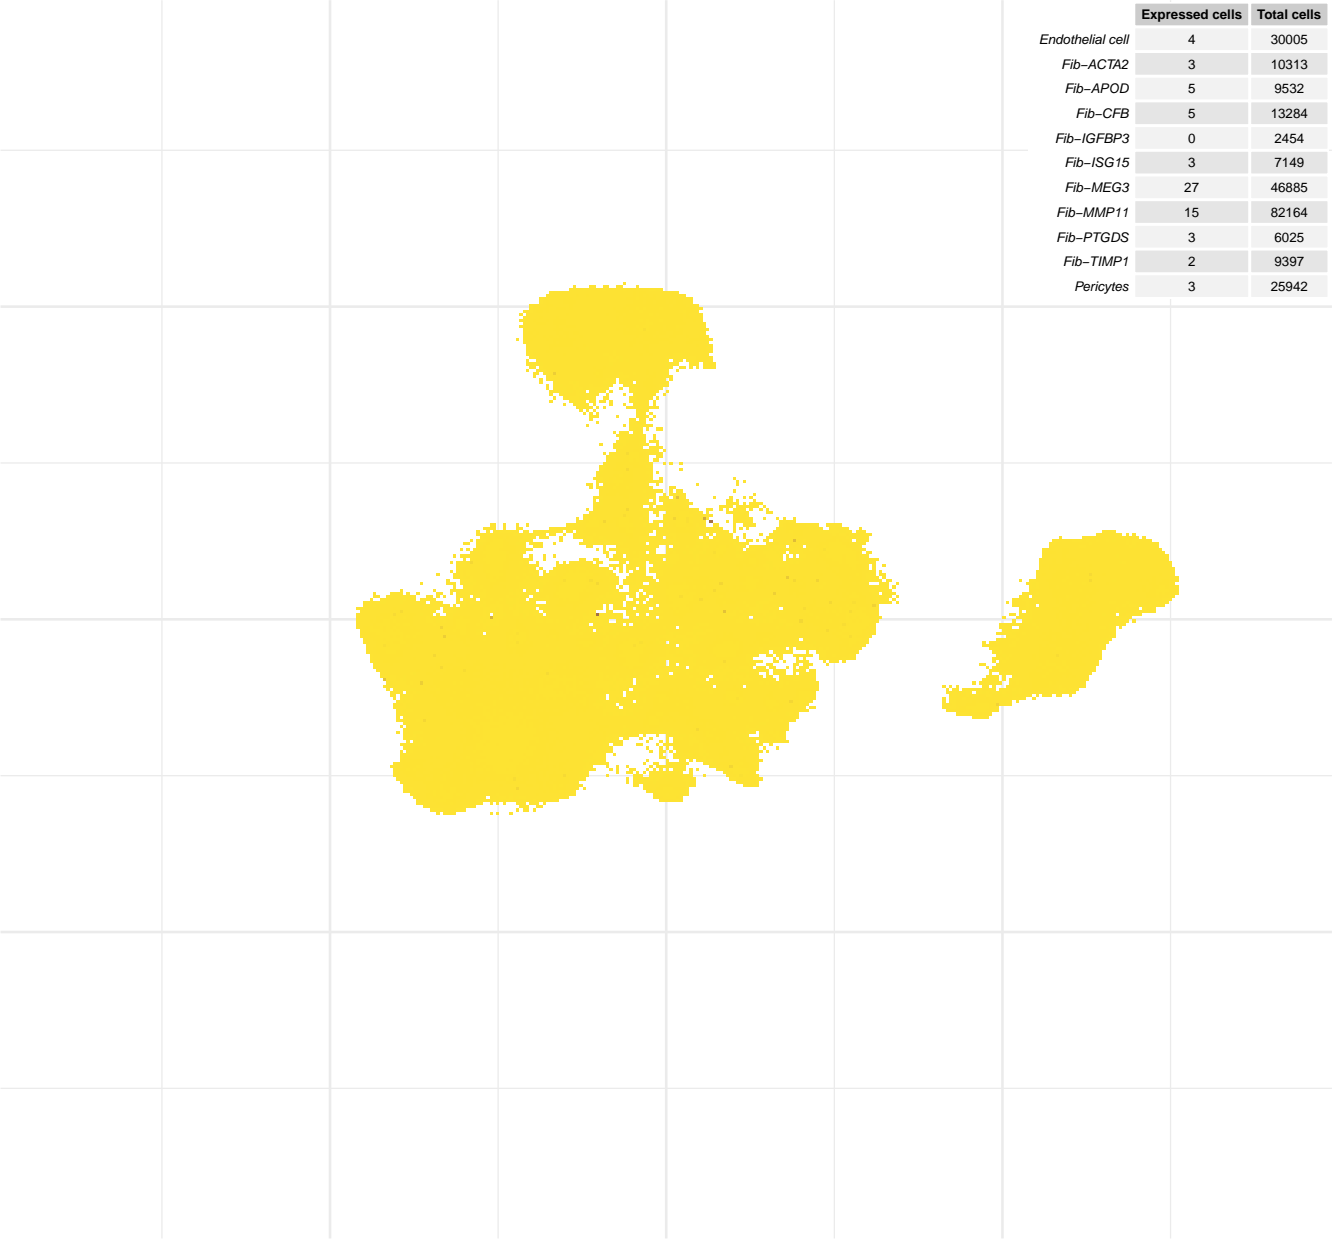 Expressed cells Total cells
Endothelial cell 4 30005
Fib−ACTA2 3 10313
Fib−APOD 5 9532
Fib−CFB 5 13284
Fib−IGFBP3 0 2454
Fib−ISG15 3 7149
Fib−MEG3 27 46885
Fib−MMP11 15 82164
Fib−PTGDS 3 6025
Fib−TIMP1 2 9397
Pericytes 3 25942